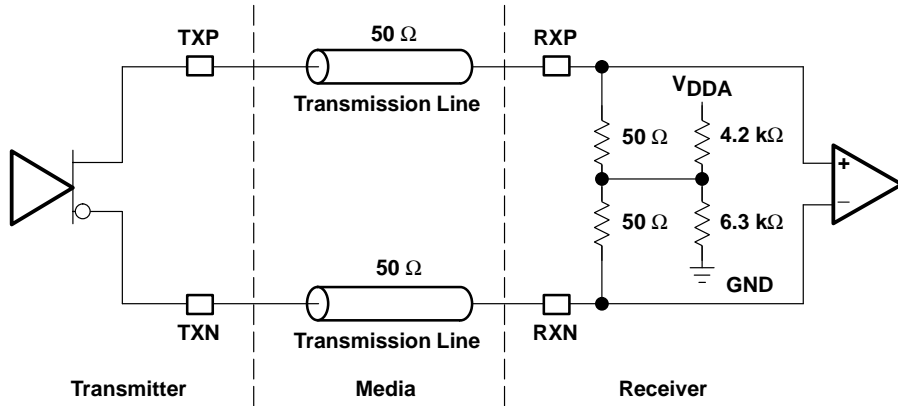 50 Ω
TXP
RXP
Transmission Line
VDDA
50 Ω
4.2 kΩ
+
−
50 Ω
6.3 kΩ
50 Ω
GND
TXN
RXN
Transmission Line
Transmitter
Media
Receiver